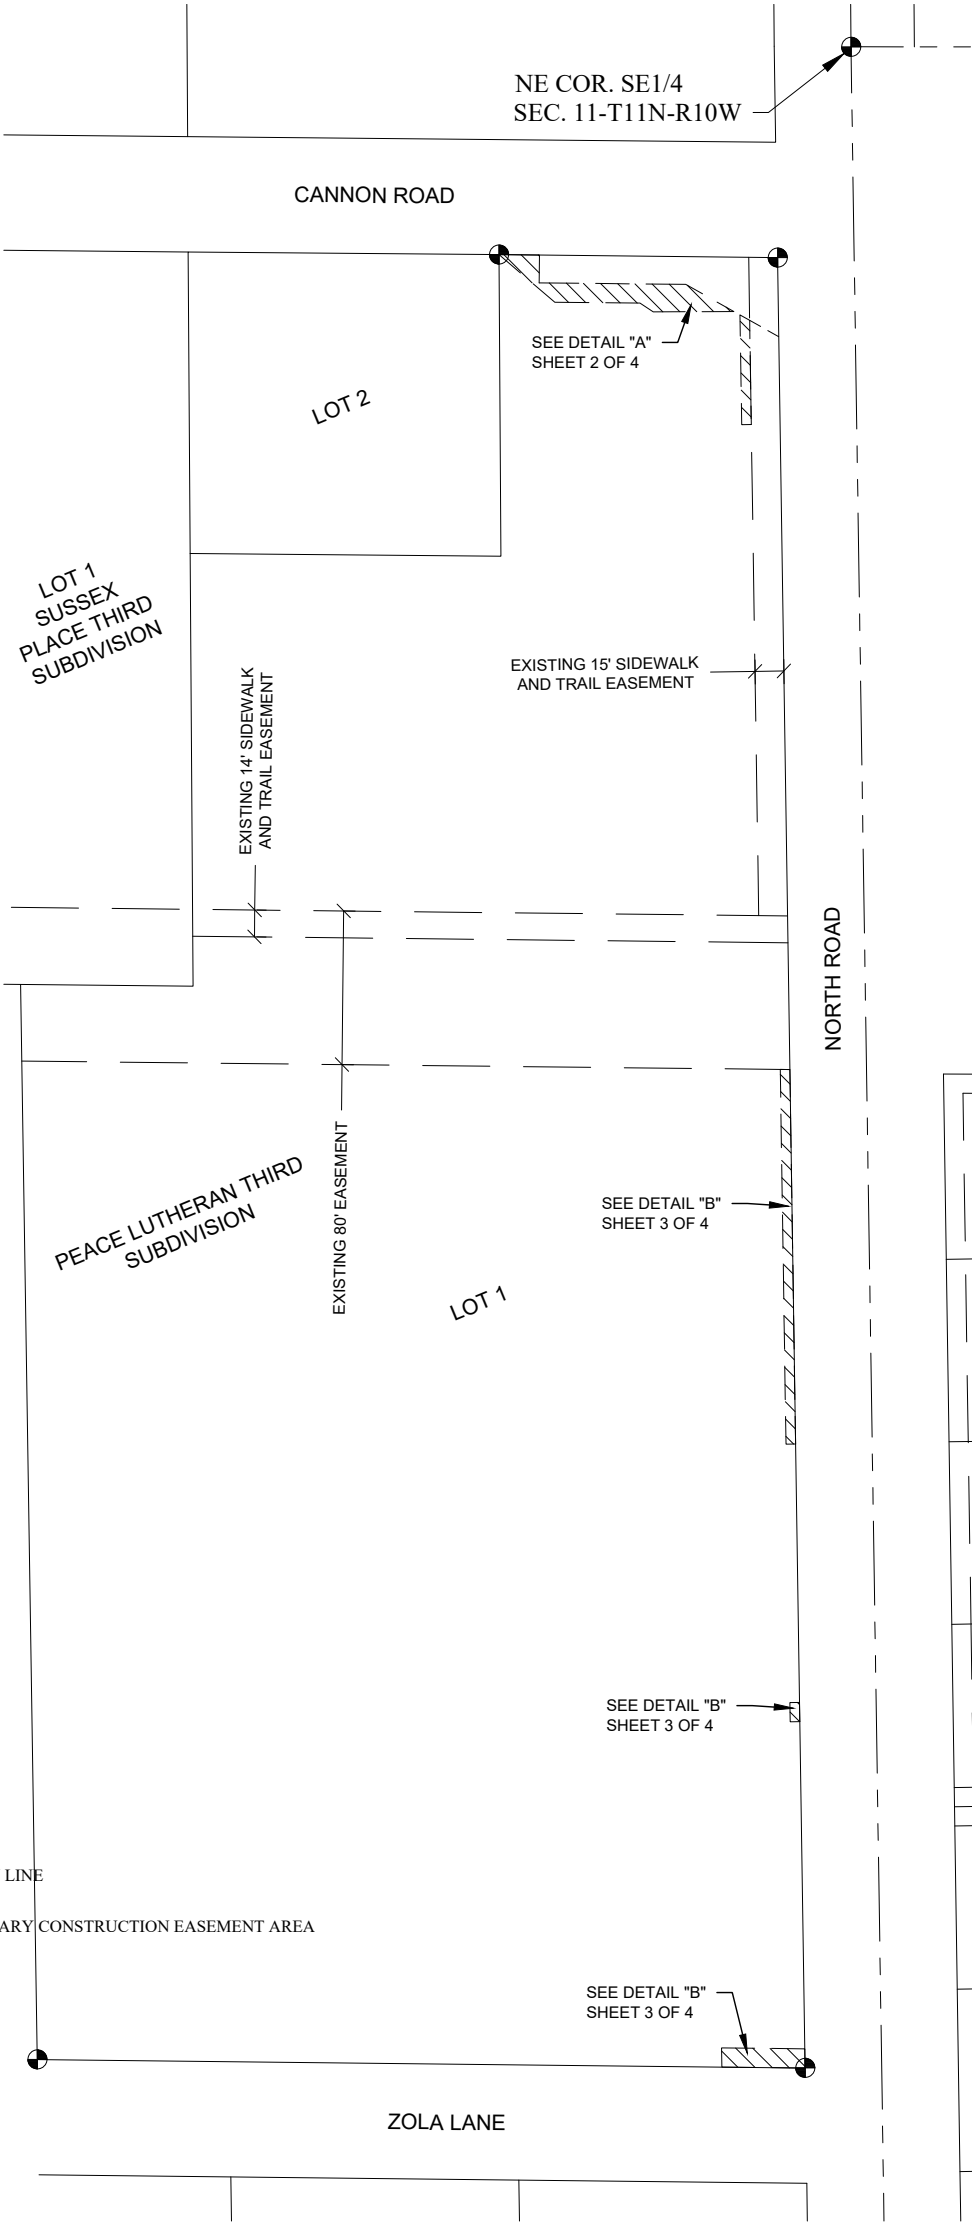 NE COR. SE1/4
SEC. 11-T11N-R10W
CANNON ROAD
SEE DETAIL "A"
SHEET 2 OF 4
LOT 2
LOT 1
SUSSEX
PLACE THIRD
SUBDIVISION
EXISTING 15' SIDEWALK
AND TRAIL EASEMENT
EXISTING 14' SIDEWALK
AND TRAIL EASEMENT
NORTH ROAD
PEACE LUTHERAN THIRD
SUBDIVISION
EXISTING 80' EASEMENT
SEE DETAIL "B"
SHEET 3 OF 4
LOT 1
SEE DETAIL "B"
SHEET 3 OF 4
LINE
ARY CONSTRUCTION EASEMENT AREA
SEE DETAIL "B"
SHEET 3 OF 4
ZOLA LANE